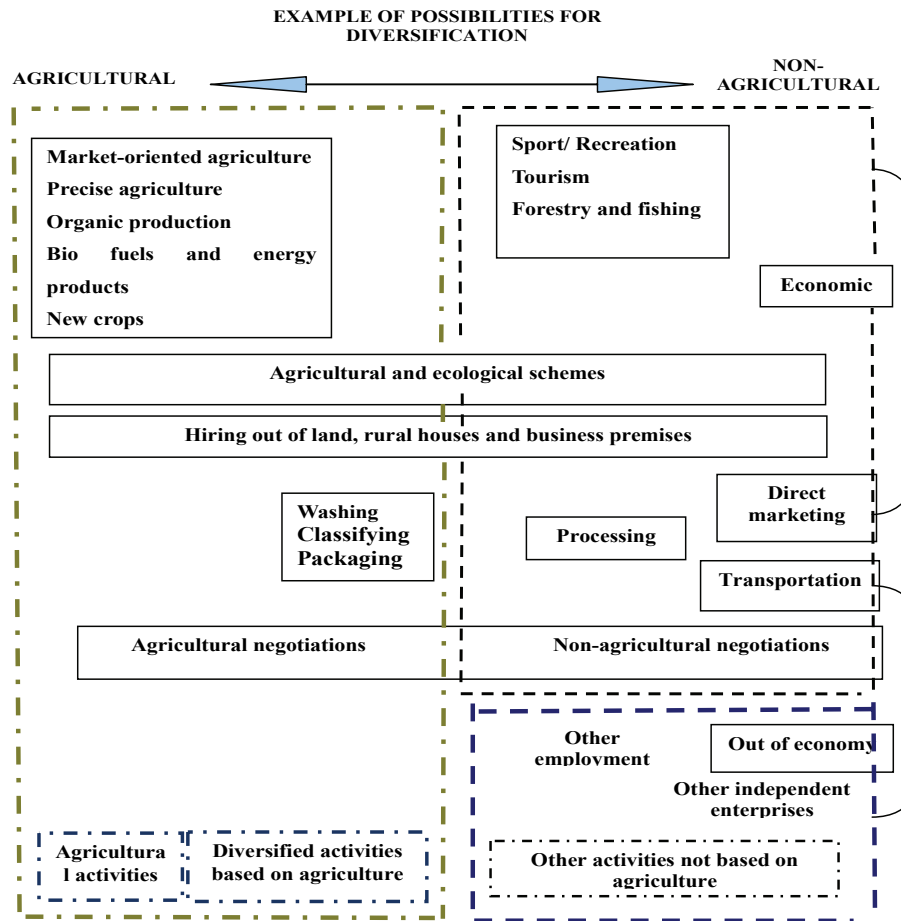 EXAMPLE OF POSSIBILITIES FOR
DIVERSIFICATION
AGRICULTURAL
NON-
AGRICULTURAL
Market-oriented agriculture
Precise agriculture
Organic production
Bio fuels and energy
products
New crops
Sport/ Recreation
Tourism
Forestry and fishing
Economic
Agricultural and ecological schemes
Hiring out of land, rural houses and business premises
Washing
Classifying
Packaging
Processing
Direct
marketing
Transportation
Agricultural negotiations
Non-agricultural negotiations
Other
employment
Out of economy
Other independent
enterprises
Agricultura
l activities
Diversified activities
based on agriculture
Other activities not based on
agriculture